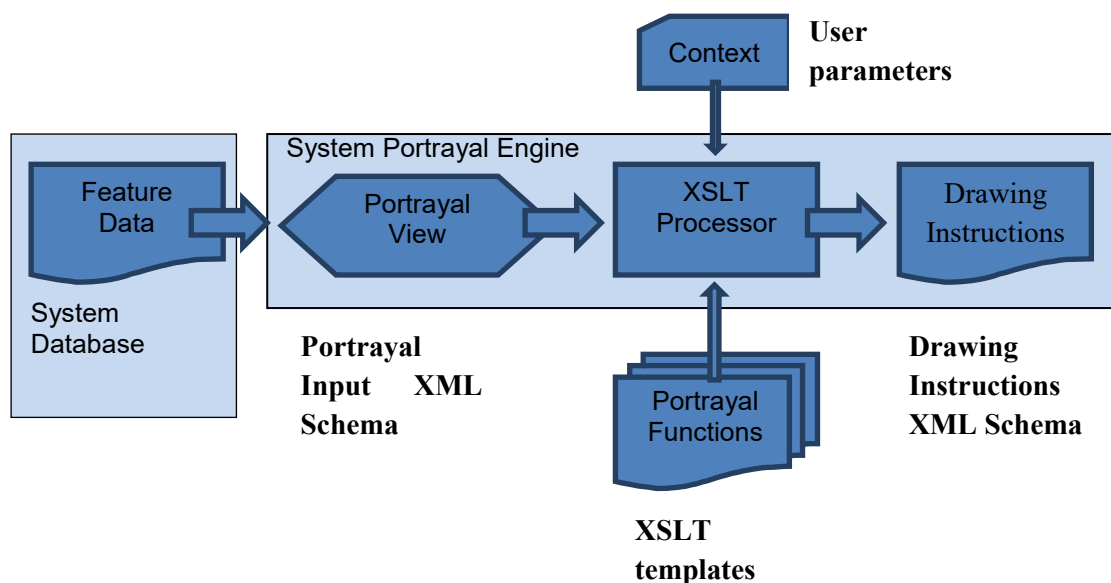 Context
User
parameters
System Portrayal Engine
Feature
Data
Portrayal
View
XSLT
Processor
Drawing
Instructions
System
Database
Portrayal
Input XML
Schema
Portrayal
Functions
Drawing
Instructions
XML Schema
XSLT
templates